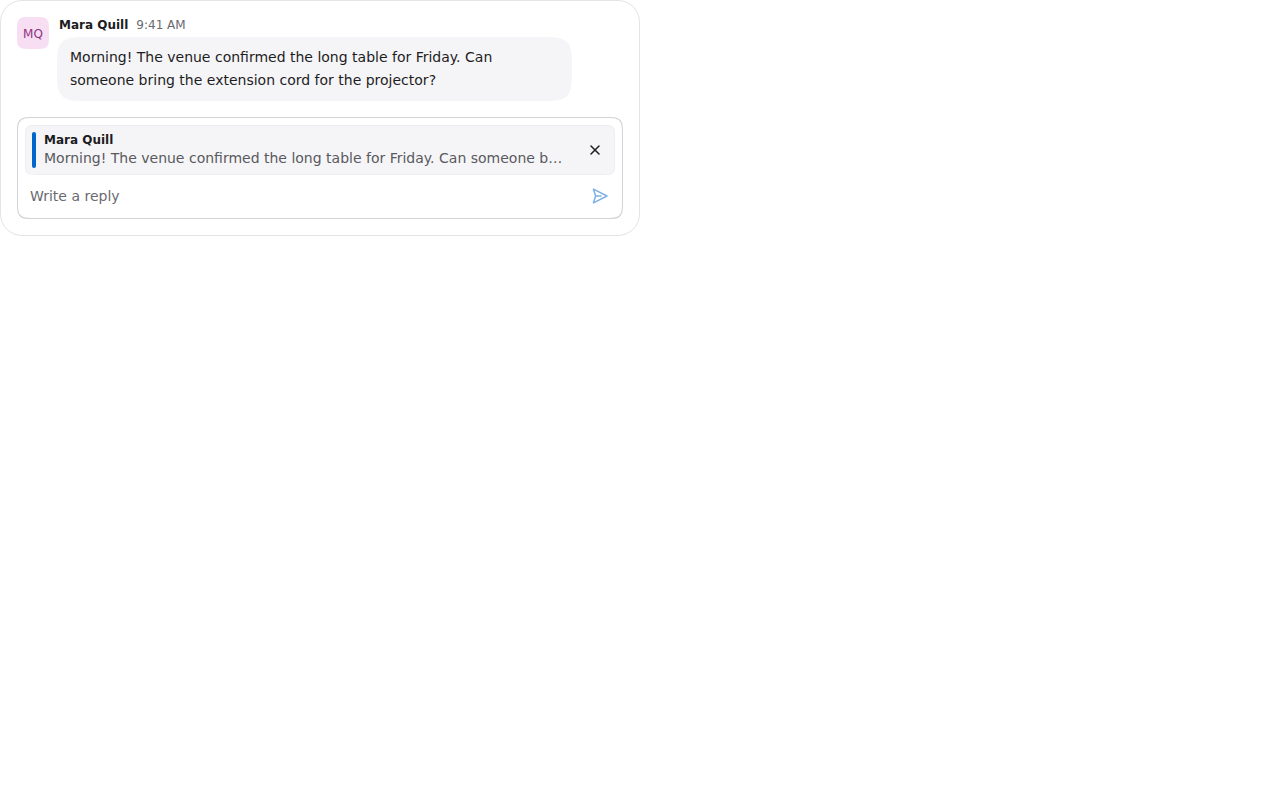 MQ
Mara Quill 9:41 AM
Morning! The venue confirmed the long table for Friday. Can
someone bring the extension cord for the projector?
Mara Quill
Morning! The venue confirmed the long table for Friday. Can someone b…
Write a reply